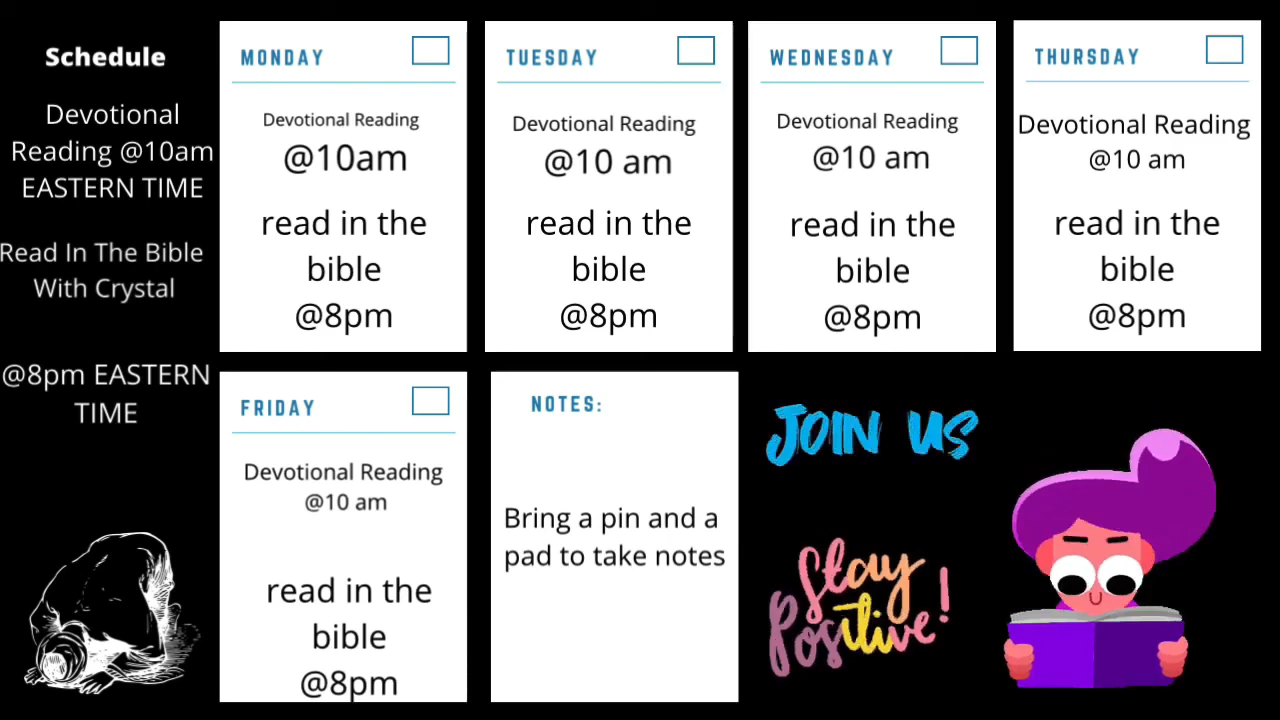 Schedule
Devotional
Reading @10am
EASTERN TIME
Read In The Bible
With Crystal
@8pm EASTERN
TIME
MONDAY
Devotional Reading
@10am
read in the
bible
@8pm
TUESDAY
Devotional Reading
@10 am
read in the
bible
@8pm
WEDNESDAY
Devotional Reading
@10 am
read in the
bible
@8pm
THURSDAY
Devotional Reading
@10 am
read in the
bible
@8pm
FRIDAY
Devotional Reading
@10 am
read in the
bible
@8pm
NOTES:
Bring a pin and a
pad to take notes
JOIN US
Stay
Positive!